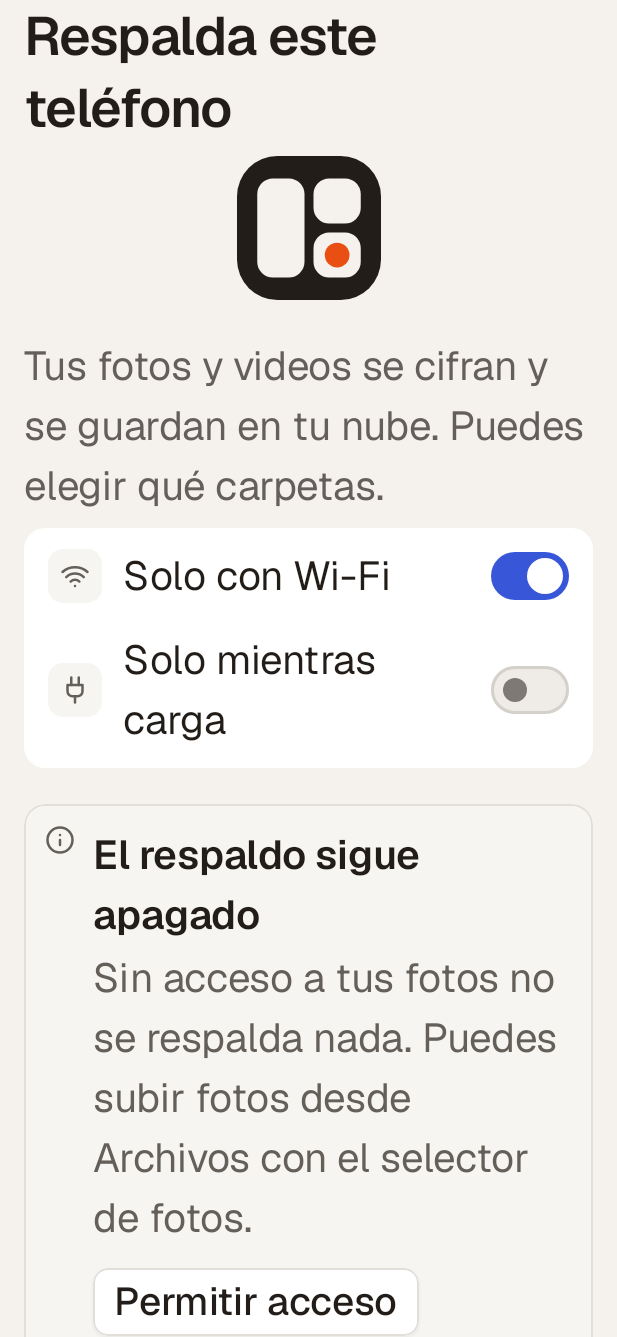 Respalda este
teléfono
Tus fotos y videos se cifran y
se guardan en tu nube. Puedes
elegir qué carpetas.
Solo con Wi-Fi
Solo mientras
carga
El respaldo sigue
apagado
Sin acceso a tus fotos no
se respalda nada. Puedes
subir fotos desde
Archivos con el selector
de fotos.
Permitir acceso